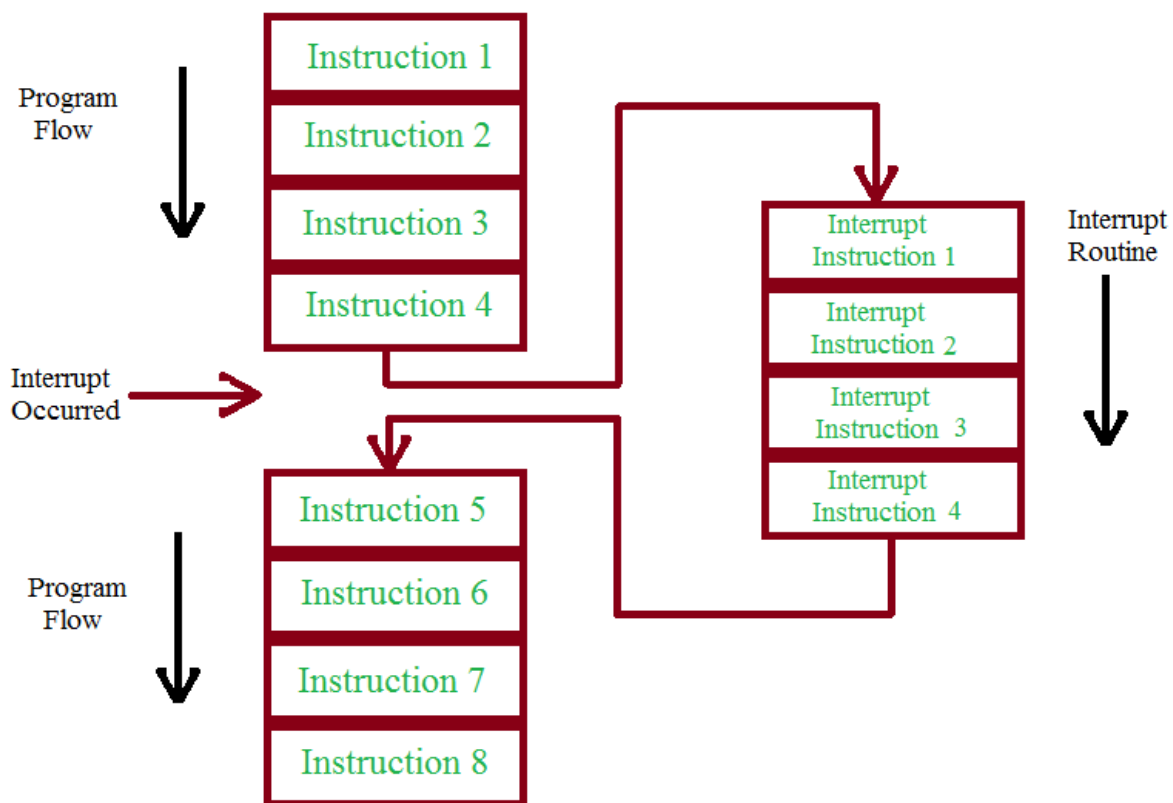 Program
Flow
Instruction 1
Instruction 2
Instruction 3
Instruction 4
Interrupt
Occurred
Interrupt
Instruction 1
Interrupt
Instruction 2
Interrupt
Instruction 3
Interrupt
Instruction 4
Interrupt
Routine
Program
Flow
Instruction 5
Instruction 6
Instruction 7
Instruction 8